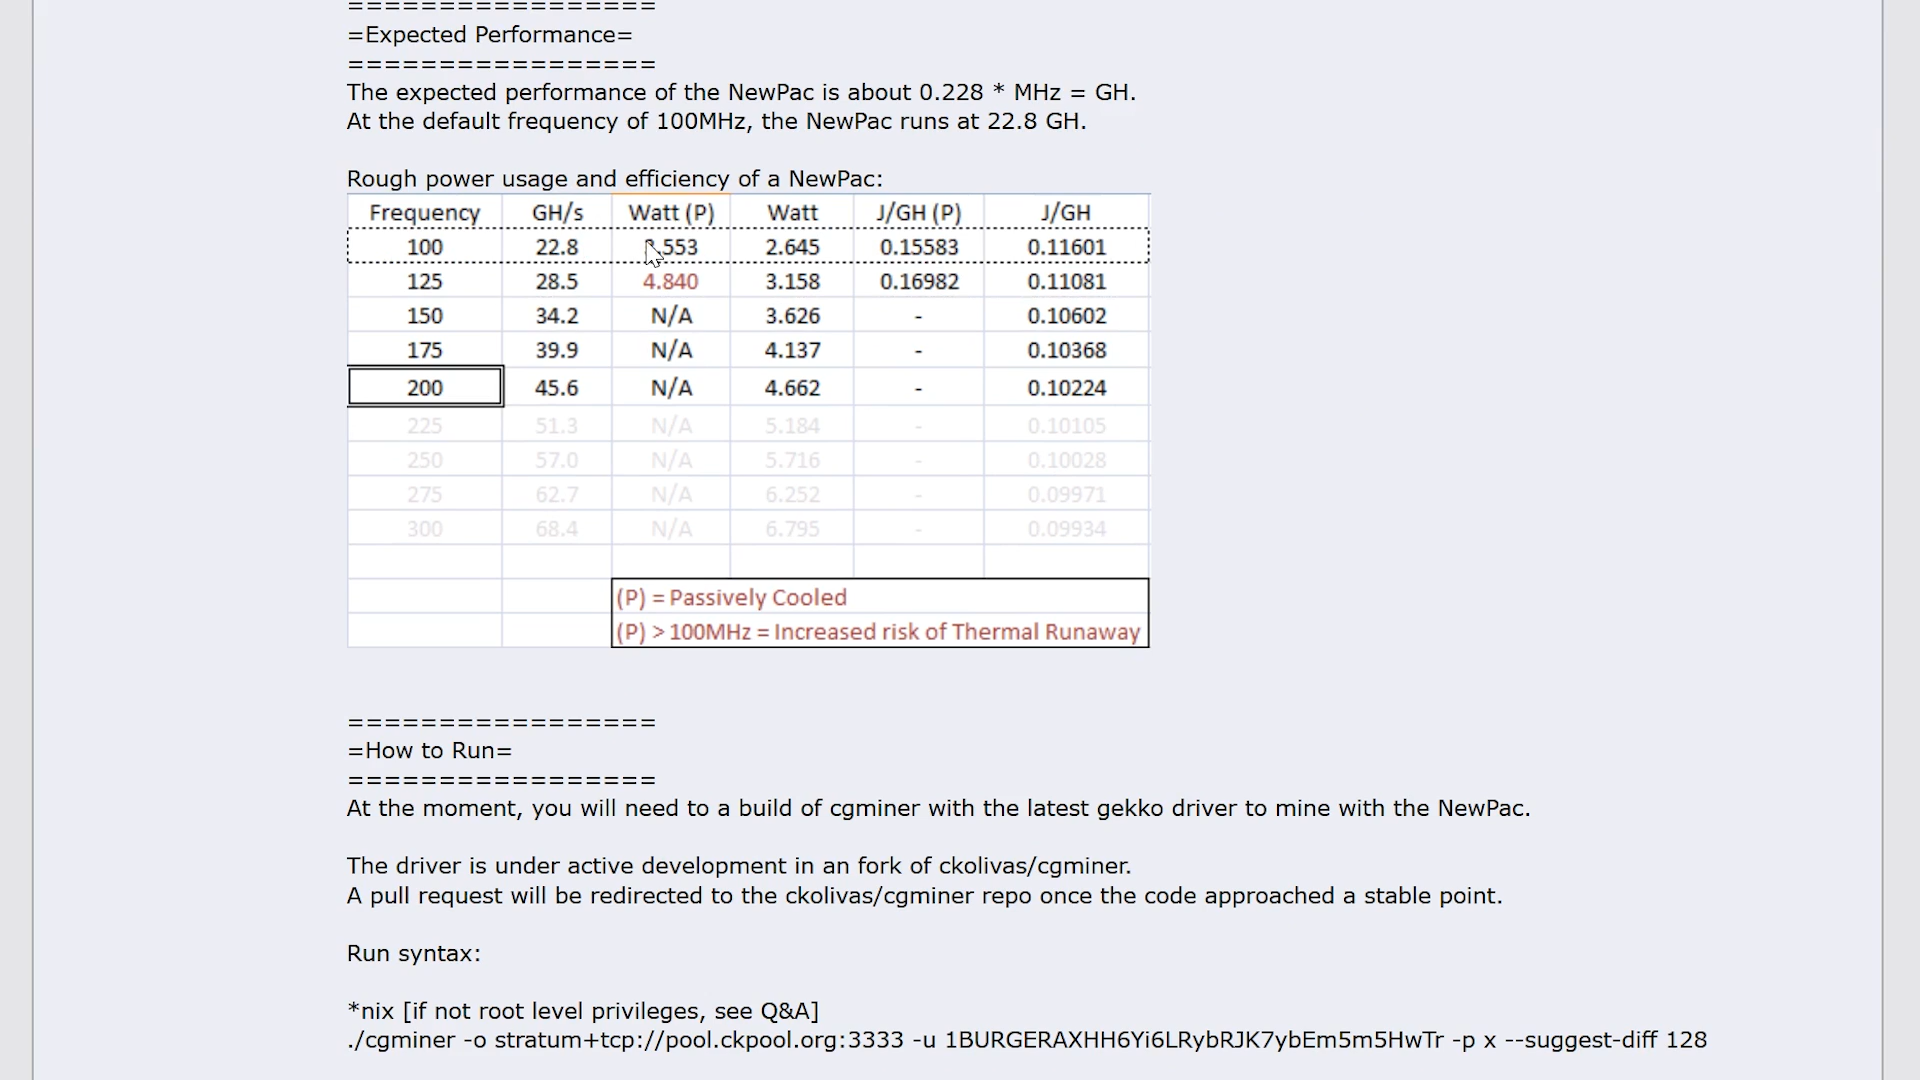 =================
=Expected Performance=
=================
The expected performance of the NewPac is about 0.228 * MHz = GH.
At the default frequency of 100MHz, the NewPac runs at 22.8 GH.
Rough power usage and efficiency of a NewPac:
Frequency GH/s Watt (P) Watt J/GH (P) J/GH
100 22.8 .553 2.645 0.15583 0.11601
125 28.5 4.840 3.158 0.16982 0.11081
150 34.2 N/A 3.626 - 0.10602
175 39.9 N/A 4.137 - 0.10368
200 45.6 N/A 4.662 - 0.10224
225 51.3 N/A 5.184 - 0.10105
250 57.0 N/A 5.716 - 0.10028
275 62.7 N/A 6.252 - 0.09971
300 68.4 N/A 6.795 - 0.09934
(P) = Passively Cooled
(P) > 100MHz = Increased risk of Thermal Runaway
=================
=How to Run=
=================
At the moment, you will need to a build of cgminer with the latest gekko driver to mine with the NewPac.
The driver is under active development in an fork of ckolivas/cgminer.
A pull request will be redirected to the ckolivas/cgminer repo once the code approached a stable point.
Run syntax:
*nix [if not root level privileges, see Q&A]
./cgminer -o stratum+tcp://pool.ckpool.org:3333 -u 1BURGERAXHH6Yi6LRybRJK7ybEm5m5HwTr -p x --suggest-diff 128